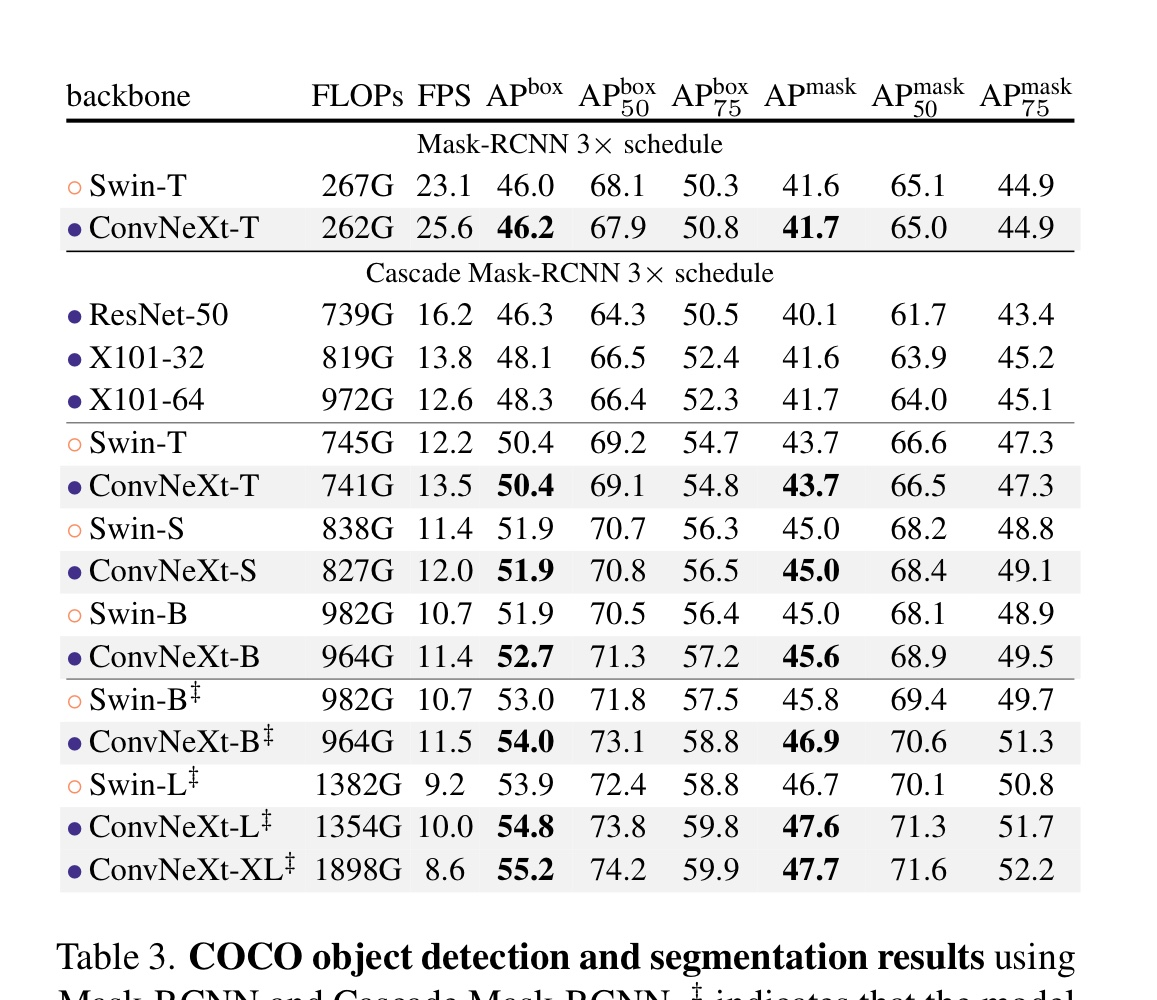 backbone FLOPs FPS AP^box AP^box_50 AP^box_75 AP^mask AP^mask_50 AP^mask_75
Mask-RCNN 3× schedule
○ Swin-T 267G 23.1 46.0 68.1 50.3 41.6 65.1 44.9
● ConvNeXt-T 262G 25.6 46.2 67.9 50.8 41.7 65.0 44.9
Cascade Mask-RCNN 3× schedule
● ResNet-50 739G 16.2 46.3 64.3 50.5 40.1 61.7 43.4
● X101-32 819G 13.8 48.1 66.5 52.4 41.6 63.9 45.2
● X101-64 972G 12.6 48.3 66.4 52.3 41.7 64.0 45.1
○ Swin-T 745G 12.2 50.4 69.2 54.7 43.7 66.6 47.3
● ConvNeXt-T 741G 13.5 50.4 69.1 54.8 43.7 66.5 47.3
○ Swin-S 838G 11.4 51.9 70.7 56.3 45.0 68.2 48.8
● ConvNeXt-S 827G 12.0 51.9 70.8 56.5 45.0 68.4 49.1
○ Swin-B 982G 10.7 51.9 70.5 56.4 45.0 68.1 48.9
● ConvNeXt-B 964G 11.4 52.7 71.3 57.2 45.6 68.9 49.5
○ Swin-B‡ 982G 10.7 53.0 71.8 57.5 45.8 69.4 49.7
● ConvNeXt-B‡ 964G 11.5 54.0 73.1 58.8 46.9 70.6 51.3
○ Swin-L‡ 1382G 9.2 53.9 72.4 58.8 46.7 70.1 50.8
● ConvNeXt-L‡ 1354G 10.0 54.8 73.8 59.8 47.6 71.3 51.7
● ConvNeXt-XL‡ 1898G 8.6 55.2 74.2 59.9 47.7 71.6 52.2
Table 3. COCO object detection and segmentation results using
Mask-RCNN and Cascade Mask-RCNN. ‡ indicates that the model